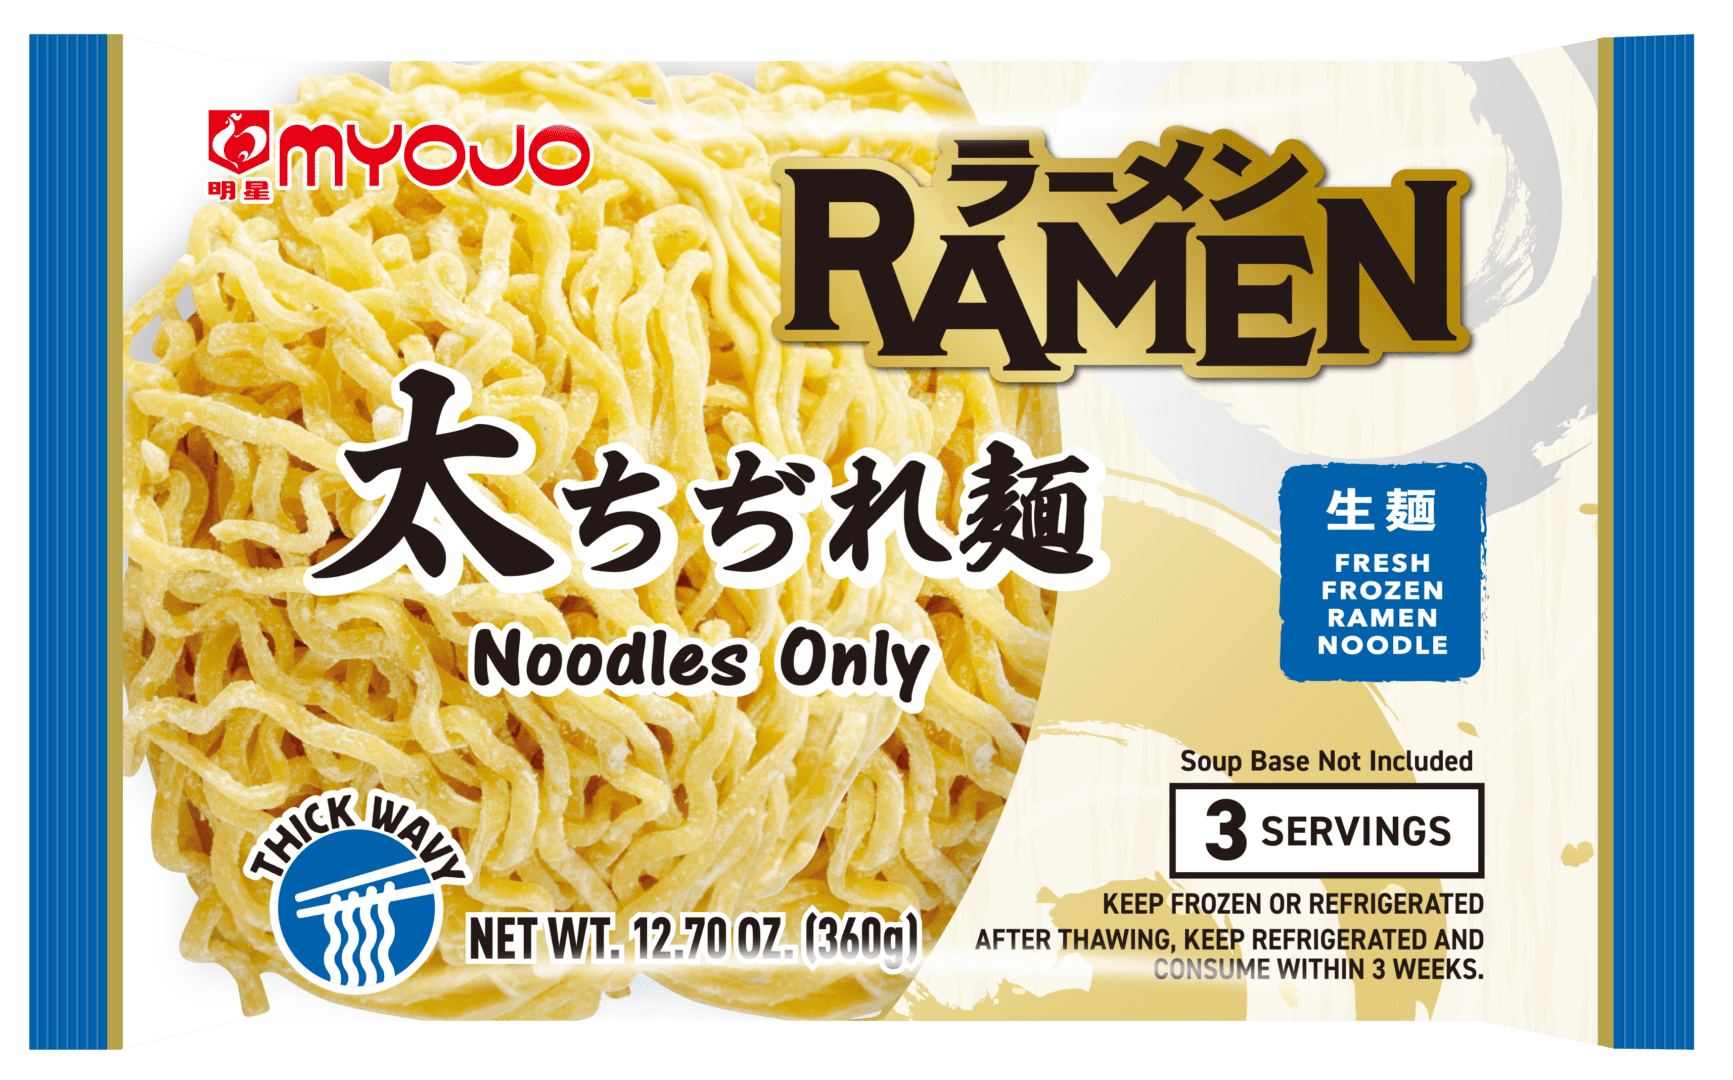 明星
MYOJO
ラーメン
RAMEN
太ちぢれ麺
Noodles Only
生麺
FRESH
FROZEN
RAMEN
NOODLE
Soup Base Not Included
3 SERVINGS
THICK WAVY
NET WT. 12.70 OZ. (360g)
KEEP FROZEN OR REFRIGERATED
AFTER THAWING, KEEP REFRIGERATED AND
CONSUME WITHIN 3 WEEKS.